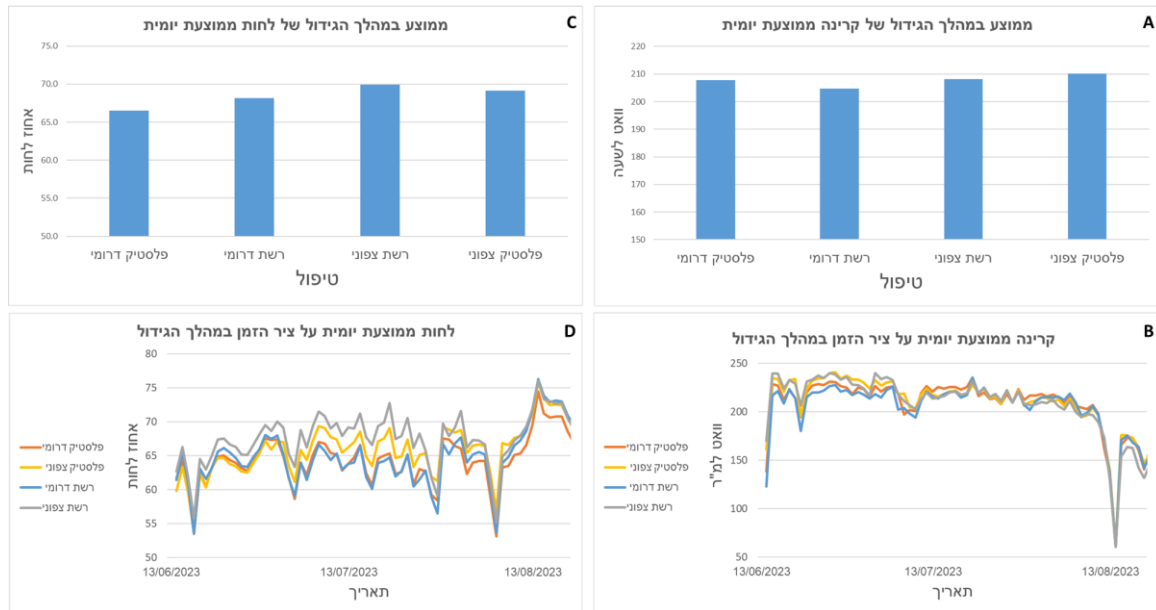 A
ממוצע במהלך הגידול של קרינה ממוצעת יומית
220
210
200
190
180
170
160
150
וואט לשעה
פלסטיק דרומי
רשת דרומי
רשת צפוני
פלסטיק צפוני
טיפול
C
ממוצע במהלך הגידול של לחות ממוצעת יומית
75.0
70.0
65.0
60.0
55.0
50.0
אחוז לחות
פלסטיק דרומי
רשת דרומי
רשת צפוני
פלסטיק צפוני
טיפול
B
קרינה ממוצעת יומית על ציר הזמן במהלך הגידול
250
200
150
100
50
וואט למ"ר
פלסטיק דרומי
פלסטיק צפוני
רשת דרומי
רשת צפוני
13/06/2023
13/07/2023
13/08/2023
תאריך
D
לחות ממוצעת יומית על ציר הזמן במהלך הגידול
80
75
70
65
60
55
50
אחוז לחות
פלסטיק דרומי
פלסטיק צפוני
רשת דרומי
רשת צפוני
13/06/2023
13/07/2023
13/08/2023
תאריך